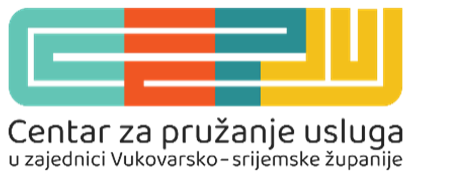 Centar za pružanje usluga
u zajednici Vukovarsko – srijemske županije